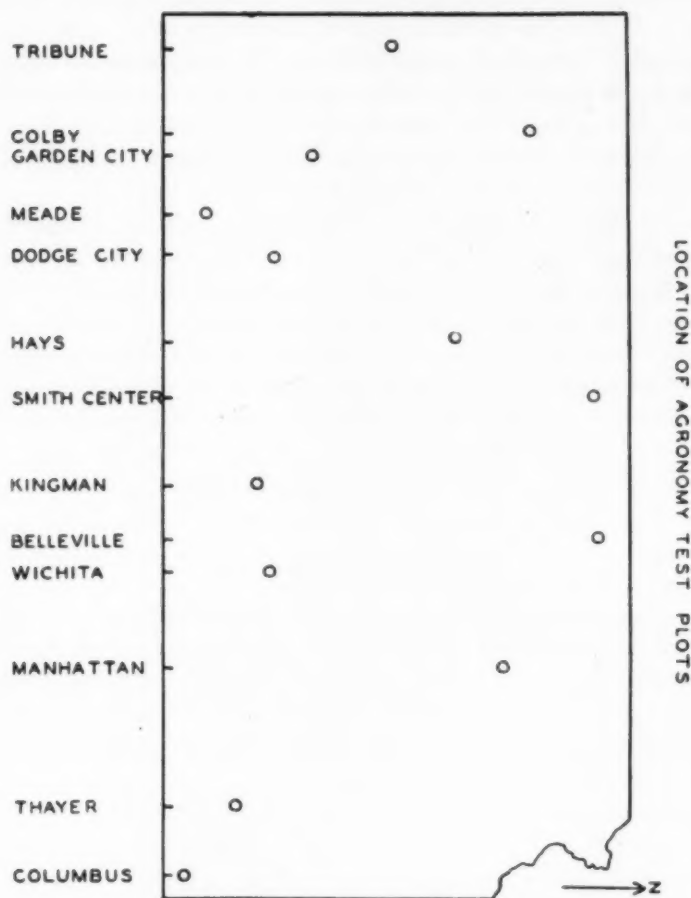 TRIBUNE
COLBY
GARDEN CITY
MEADE
DODGE CITY
HAYS
SMITH CENTER
KINGMAN
BELLEVILLE
WICHITA
MANHATTAN
THAYER
COLUMBUS
LOCATION OF AGRONOMY TEST PLOTS
N